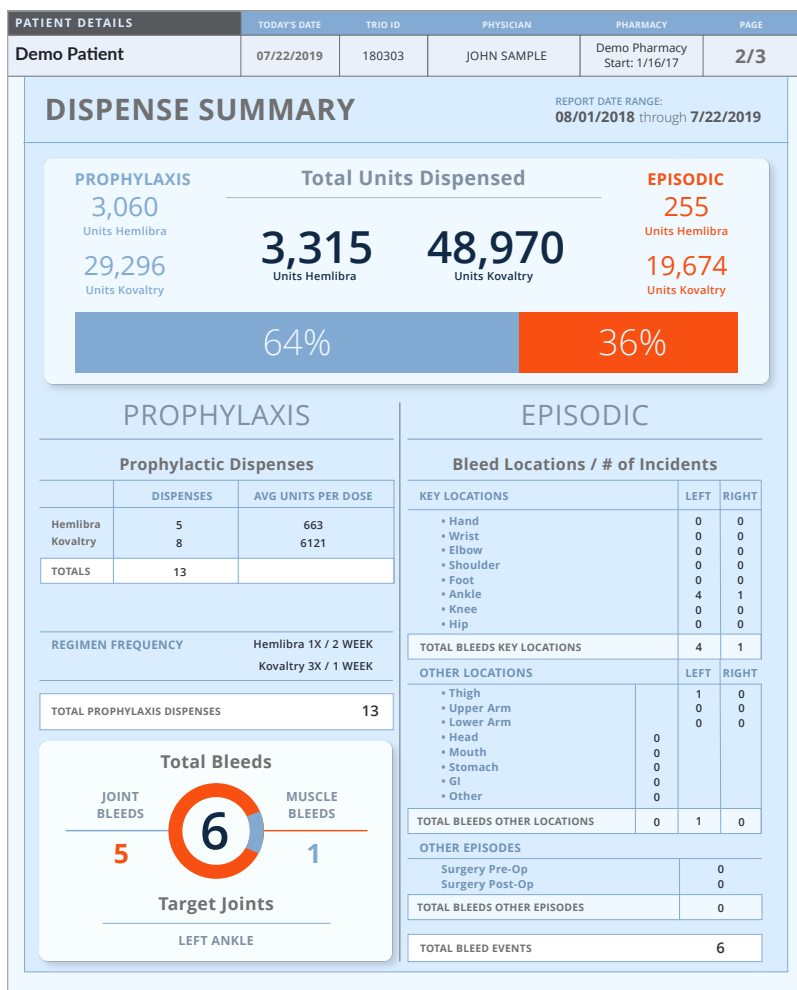 PATIENT DETAILS TODAY'S DATE TRIO ID PHYSICIAN PHARMACY PAGE
Demo Patient 07/22/2019 180303 JOHN SAMPLE Demo Pharmacy Start: 1/16/17 2/3
DISPENSE SUMMARY
REPORT DATE RANGE:
08/01/2018 through 7/22/2019
PROPHYLAXIS
3,060
Units Hemlibra
29,296
Units Kovaltry
Total Units Dispensed
3,315
Units Hemlibra
48,970
Units Kovaltry
EPISODIC
255
Units Hemlibra
19,674
Units Kovaltry
64% 36%
PROPHYLAXIS
Prophylactic Dispenses
DISPENSES AVG UNITS PER DOSE
Hemlibra 5 663
Kovaltry 8 6121
TOTALS 13
REGIMEN FREQUENCY Hemlibra 1X / 2 WEEK
Kovaltry 3X / 1 WEEK
TOTAL PROPHYLAXIS DISPENSES 13
Total Bleeds
JOINT BLEEDS
5
6
MUSCLE BLEEDS
1
Target Joints
LEFT ANKLE
EPISODIC
Bleed Locations / # of Incidents
KEY LOCATIONS LEFT RIGHT
• Hand 0 0
• Wrist 0 0
• Elbow 0 0
• Shoulder 0 0
• Foot 0 0
• Ankle 4 1
• Knee 0 0
• Hip 0 0
TOTAL BLEEDS KEY LOCATIONS 4 1
OTHER LOCATIONS LEFT RIGHT
• Thigh 1 0
• Upper Arm 0 0
• Lower Arm 0 0
• Head 0
• Mouth 0
• Stomach 0
• GI 0
• Other 0
TOTAL BLEEDS OTHER LOCATIONS 0 1 0
OTHER EPISODES
Surgery Pre-Op 0
Surgery Post-Op 0
TOTAL BLEEDS OTHER EPISODES 0
TOTAL BLEED EVENTS 6